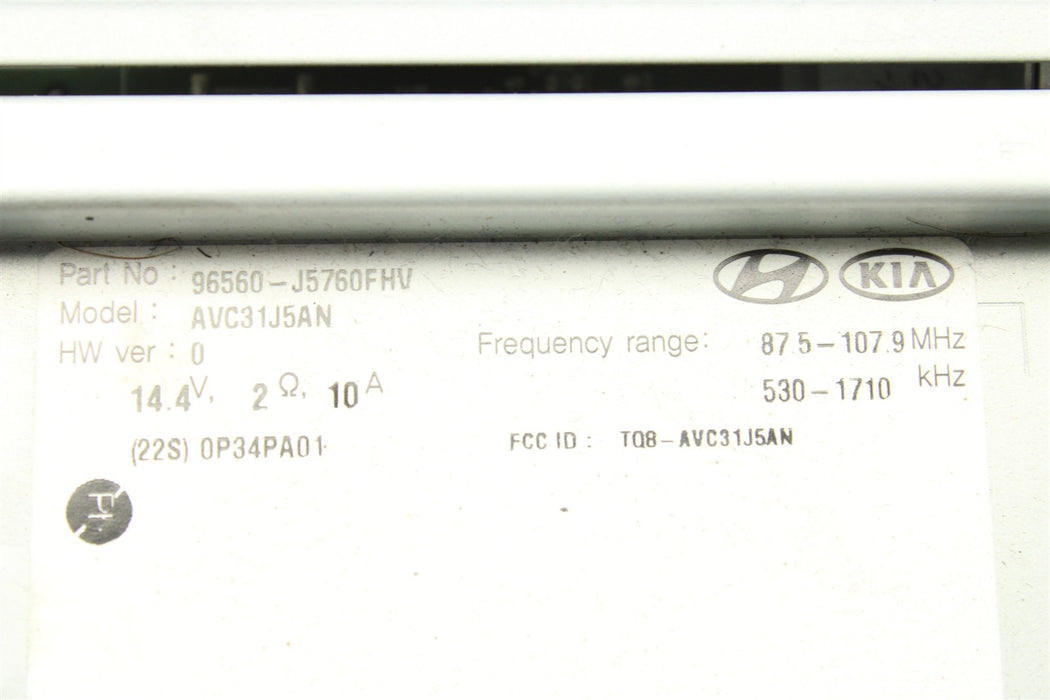 Part No : 96560-J5760FHV
KIA
Model : AVC31J5AN
HW ver : 0
Frequency range: 87.5-107.9 MHz
14.4V, 2 Ω, 10 A
530-1710 kHz
(22S) 0P34PA01
FCC ID : TQ8-AVC31J5AN